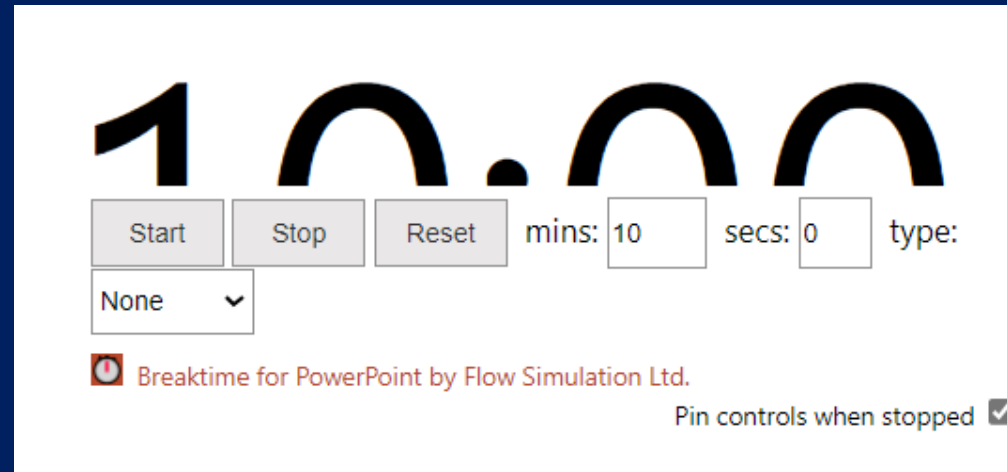 10:00
Start Stop Reset mins: 10 secs: 0 type:
None
Breaktime for PowerPoint by Flow Simulation Ltd.
Pin controls when stopped